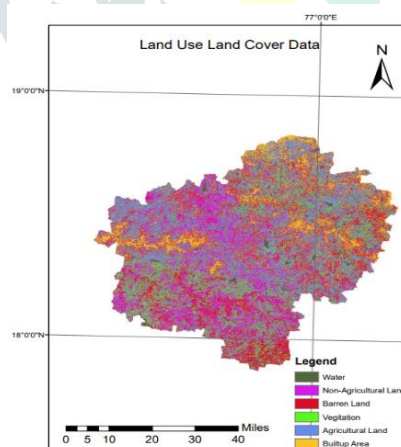 77°0'0"E
Land Use Land Cover Data
N
19°0'0"N
18°0'0"N
Legend
Water
Non-Agricultural Lan
Barren Land
Vegitation
Agricultural Land
Builtup Area
Miles
0 5 10 20 30 40